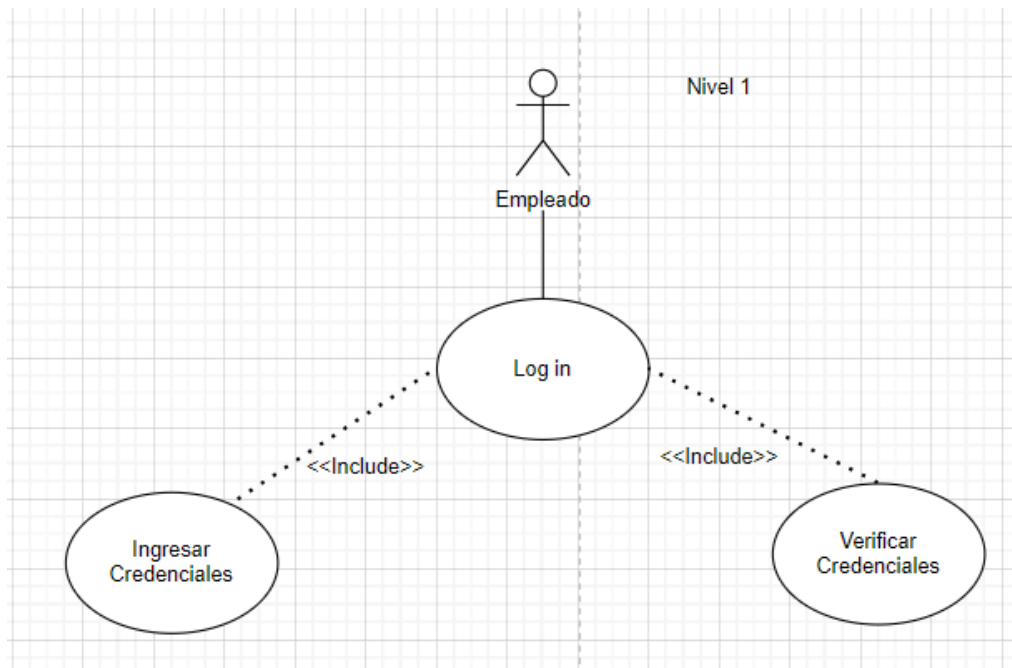 Nivel 1
Empleado
Log in
<<Include>>
<<Include>>
Ingresar
Credenciales
Verificar
Credenciales